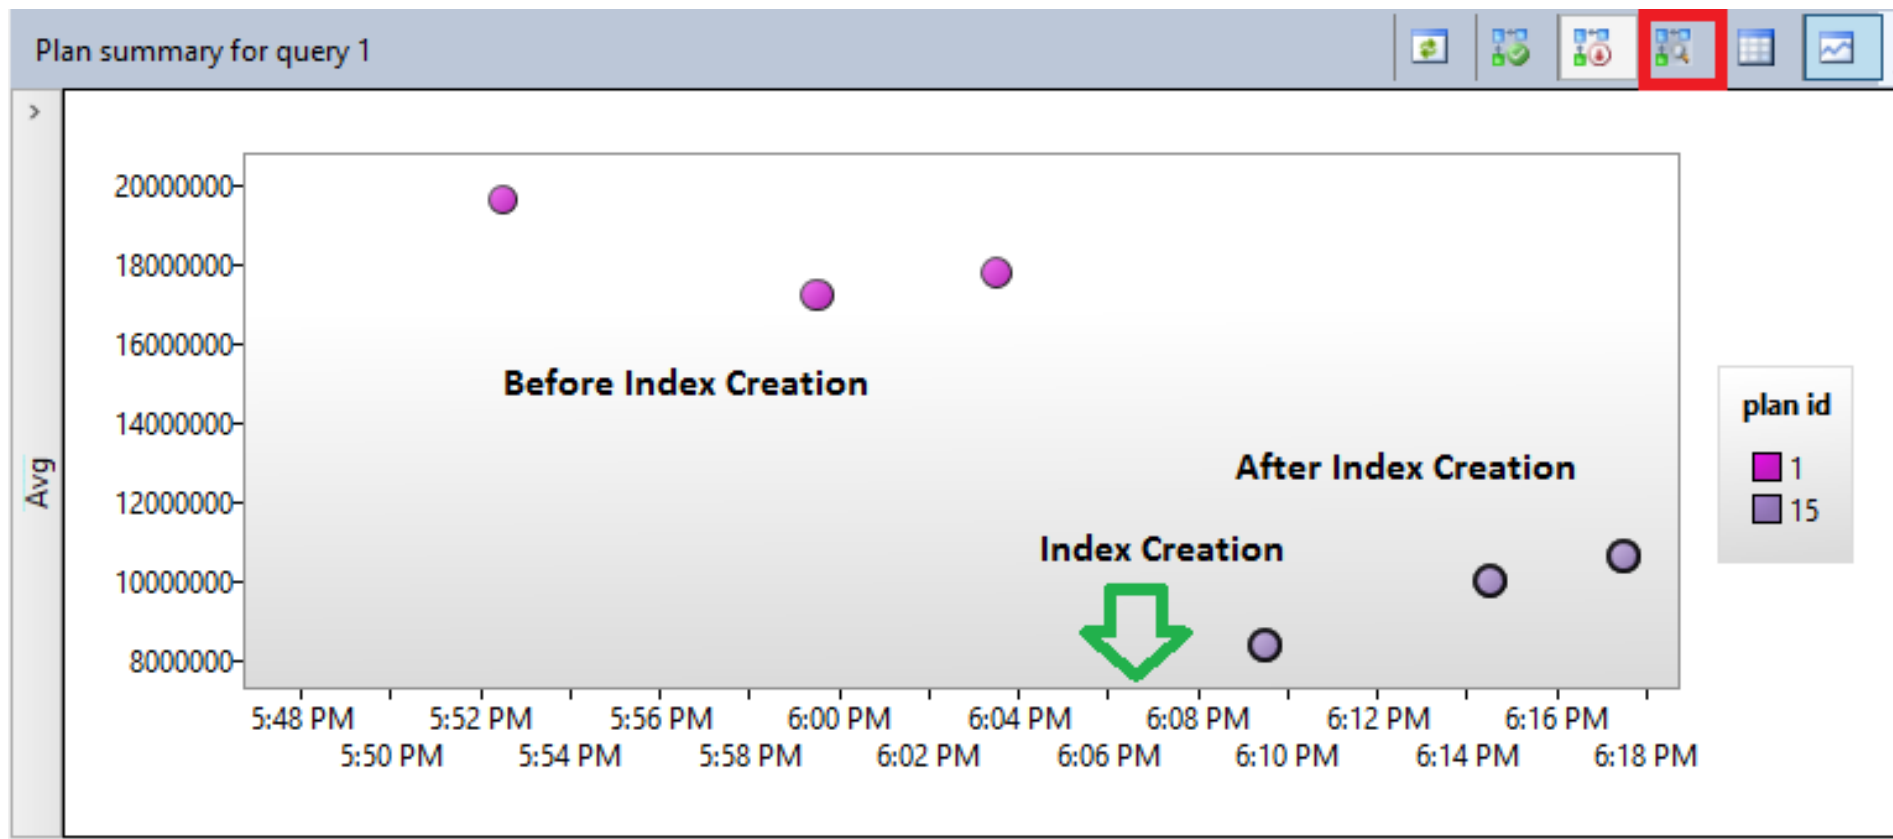 Plan summary for query 1
>
Avg
20000000
18000000
16000000
14000000
12000000
10000000
8000000
Before Index Creation
After Index Creation
Index Creation
plan id
1
15
5:48 PM 5:52 PM 5:56 PM 6:00 PM 6:04 PM 6:08 PM 6:12 PM 6:16 PM
5:50 PM 5:54 PM 5:58 PM 6:02 PM 6:06 PM 6:10 PM 6:14 PM 6:18 PM